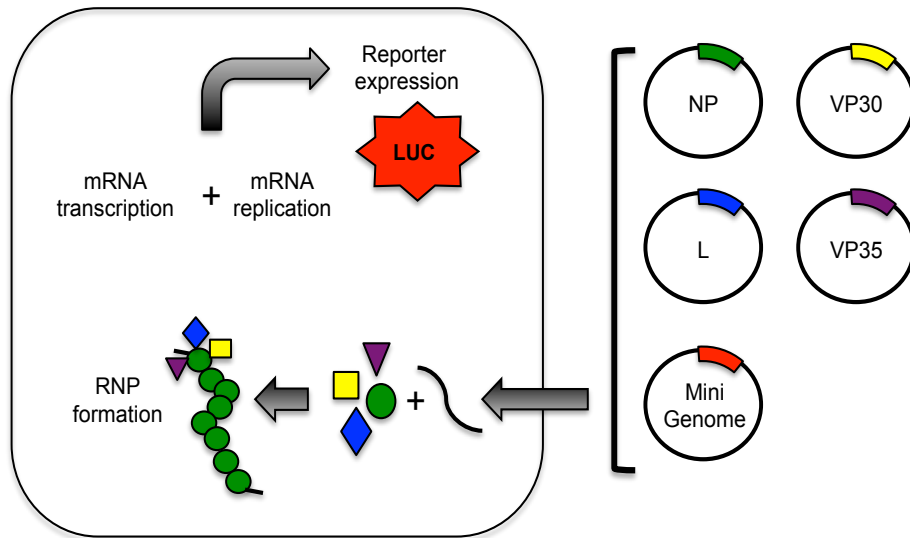 Reporter
expression
LUC
mRNA
transcription
+
mRNA
replication
RNP
formation
+
NP
VP30
L
VP35
Mini
Genome